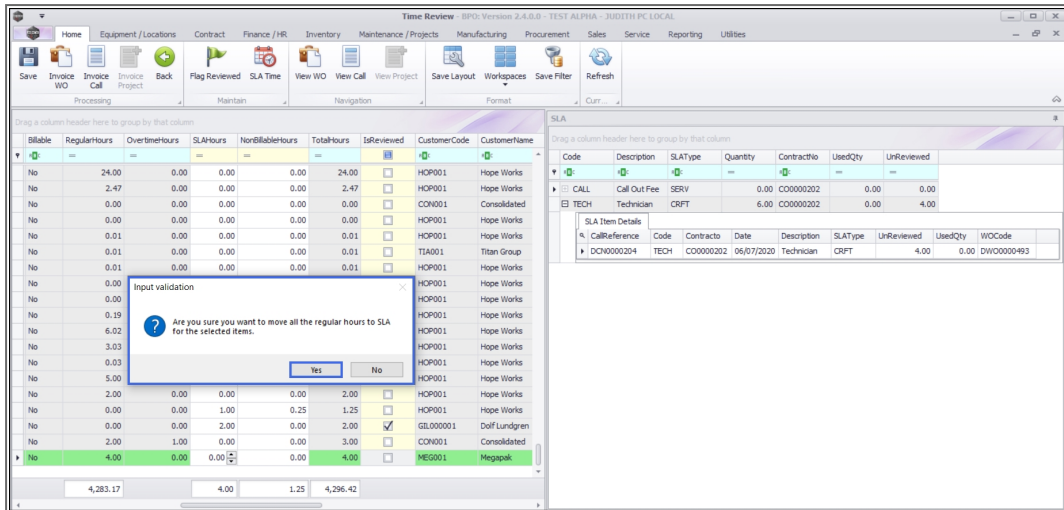 Time Review - BPO: Version 2.4.0.0 - TEST ALPHA - JUDITH PC LOCAL
Home Equipment / Locations Contract Finance / HR Inventory Maintenance / Projects Manufacturing Procurement Sales Service Reporting Utilities
Save Invoice WO Invoice Call Invoice Project Back Flag Reviewed SLA Time View WO View Call View Project Save Layout Workspaces Save Filter Refresh
Processing Maintain Navigation Format Curr...
Drag a column header here to group by that column
Billable RegularHours OvertimeHours SLAHours NonBillableHours TotalHours IsReviewed CustomerCode CustomerName
= = = = =
No 24.00 0.00 0.00 0.00 24.00 HOP001 Hope Works
No 2.47 0.00 0.00 0.00 2.47 HOP001 Hope Works
No 0.00 0.00 0.00 0.00 0.00 CON001 Consolidated
No 0.00 0.00 0.00 0.00 0.00 HOP001 Hope Works
No 0.01 0.00 0.00 0.00 0.01 HOP001 Hope Works
No 0.01 0.00 0.00 0.00 0.01 TIA001 Titan Group
No 0.01 0.00 0.00 0.00 0.01 HOP001 Hope Works
No 0.00 HOP001 Hope Works
No 0.00 HOP001 Hope Works
No 0.19 HOP001 Hope Works
No 6.02 HOP001 Hope Works
No 3.03 HOP001 Hope Works
No 0.03 HOP001 Hope Works
No 5.00 HOP001 Hope Works
No 2.00 0.00 0.00 0.00 2.00 HOP001 Hope Works
No 0.00 0.00 1.00 0.25 1.25 HOP001 Hope Works
No 0.00 0.00 2.00 0.00 2.00 GIL000001 Dolf Lundgren
No 2.00 1.00 0.00 0.00 3.00 CON001 Consolidated
No 4.00 0.00 0.00 0.00 4.00 MEG001 Megapak
4,283.17 4.00 1.25 4,296.42
Input validation
Are you sure you want to move all the regular hours to SLA
for the selected items.
Yes No
SLA
Drag a column header here to group by that column
Code Description SLAType Quantity ContractNo UsedQty UnReviewed
= = =
CALL Call Out Fee SERV 0.00 CO0000202 0.00 0.00
TECH Technician CRFT 6.00 CO0000202 0.00 4.00
SLA Item Details
CallReference Code Contracto Date Description SLAType UnReviewed UsedQty WOCode
DCN0000204 TECH CO0000202 06/07/2020 Technician CRFT 4.00 0.00 DWO0000493